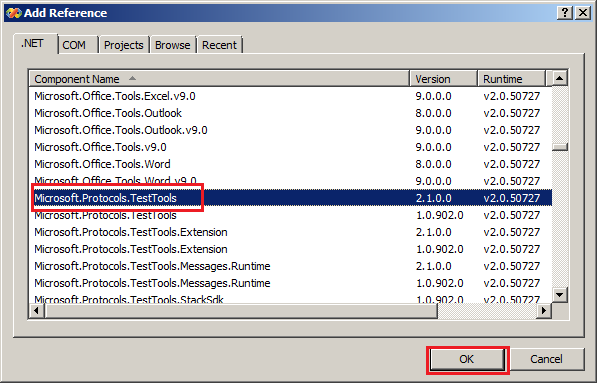 Add Reference
.NET COM Projects Browse Recent
Component Name Version Runtime
Microsoft.Office.Tools.Excel.v9.0 9.0.0.0 v2.0.50727
Microsoft.Office.Tools.Outlook 8.0.0.0 v2.0.50727
Microsoft.Office.Tools.Outlook.v9.0 9.0.0.0 v2.0.50727
Microsoft.Office.Tools.v9.0 9.0.0.0 v2.0.50727
Microsoft.Office.Tools.Word 8.0.0.0 v2.0.50727
Microsoft.Office.Tools.Word.v9.0 9.0.0.0 v2.0.50727
Microsoft.Protocols.TestTools 2.1.0.0 v2.0.50727
Microsoft.Protocols.TestTools 1.0.902.0 v2.0.50727
Microsoft.Protocols.TestTools.Extension 2.1.0.0 v2.0.50727
Microsoft.Protocols.TestTools.Extension 1.0.902.0 v2.0.50727
Microsoft.Protocols.TestTools.Messages.Runtime 2.1.0.0 v2.0.50727
Microsoft.Protocols.TestTools.Messages.Runtime 1.0.902.0 v2.0.50727
Microsoft.Protocols.TestTools.StackSdk 1.0.902.0 v2.0.50727
OK Cancel